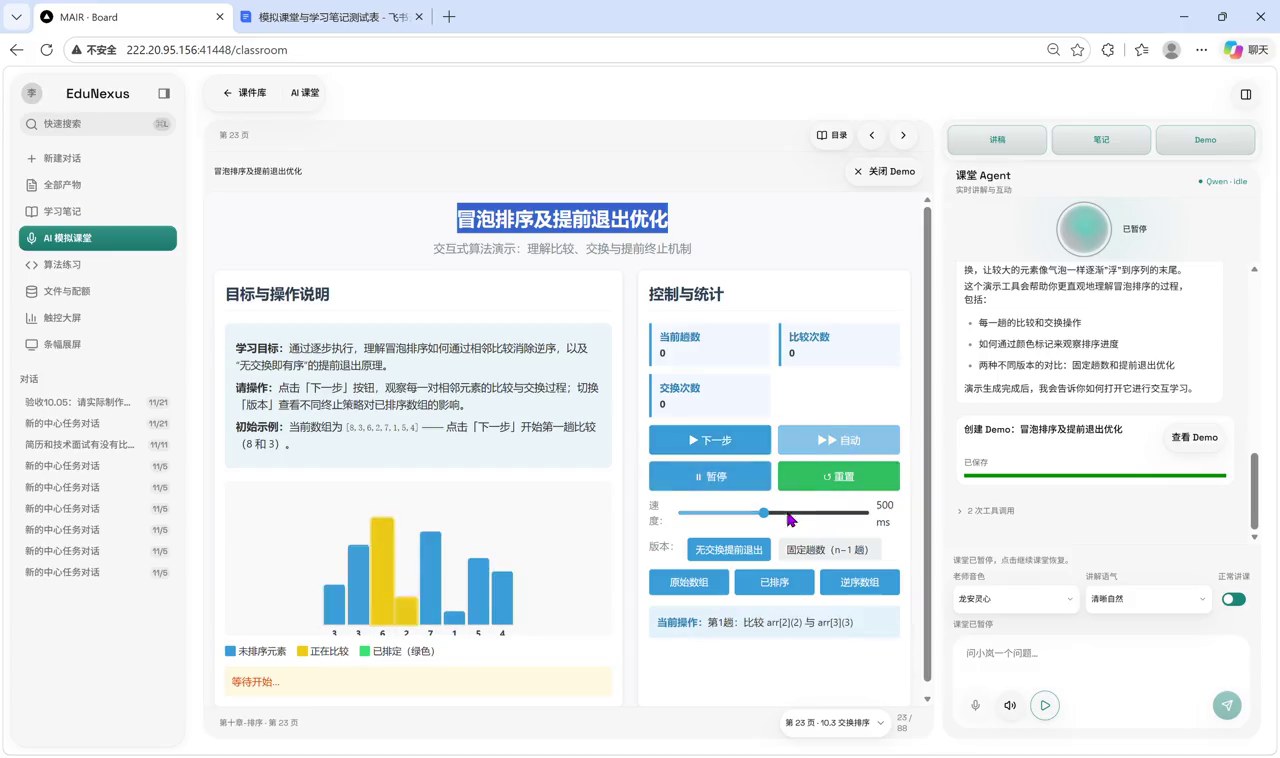 MAIR · Board
模拟课堂与学习笔记测试表 - 飞书
不安全
222.20.95.156:41448/classroom
聊天
李
EduNexus
快速搜索
⌘L
新建对话
全部产物
学习笔记
AI 模拟课堂
算法练习
文件与配额
触控大屏
条幅展屏
对话
验收10.05：请实际制作... 11/21
新的中心任务对话 11/21
简历和技术面试有没有比... 11/11
新的中心任务对话 11/5
新的中心任务对话 11/5
新的中心任务对话 11/5
新的中心任务对话 11/5
新的中心任务对话 11/5
新的中心任务对话 11/5
← 课件库
AI 课堂
第 23 页
目录
冒泡排序及提前退出优化
× 关闭 Demo
冒泡排序及提前退出优化
交互式算法演示：理解比较、交换与提前终止机制
目标与操作说明
学习目标：通过逐步执行，理解冒泡排序如何通过相邻比较消除逆序，以及
“无交换即有序”的提前退出原理。
请操作：点击「下一步」按钮，观察每一对相邻元素的比较与交换过程；切换
「版本」查看不同终止策略对已排序数组的影响。
初始示例：当前数组为 [8,3,6,2,7,1,5,4] —— 点击「下一步」开始第一趟比较
（8 和 3）。
3 3 6 2 7 1 5 4
未排序元素 正在比较 已排定（绿色）
等待开始...
控制与统计
当前趟数
0
比较次数
0
交换次数
0
▶ 下一步
▶▶ 自动
⏸ 暂停
↺ 重置
速
度：
500
ms
版本：
无交换提前退出
固定趟数（n−1 趟）
原始数组
已排序
逆序数组
当前操作：第1趟：比较 arr[2](2) 与 arr[3](3)
第十章-排序 · 第 23 页
第 23 页 · 10.3 交换排序
23 /
88
讲稿
笔记
Demo
课堂 Agent
实时讲解与互动
Qwen · idle
已暂停
换，让较大的元素像气泡一样逐渐“浮”到序列的末尾。
这个演示工具会帮助你更直观地理解冒泡排序的过程，
包括：
• 每一趟的比较和交换操作
• 如何通过颜色标记来观察排序进度
• 两种不同版本的对比：固定趟数和提前退出优化
演示生成完成后，我会告诉你如何打开它进行交互学习。
创建 Demo：冒泡排序及提前退出优化
查看 Demo
已保存
› 2 次工具调用
课堂已暂停，点击继续课堂恢复。
老师音色
讲解语气
正常讲课
龙安灵心
清晰自然
课堂已暂停
问小岚一个问题...